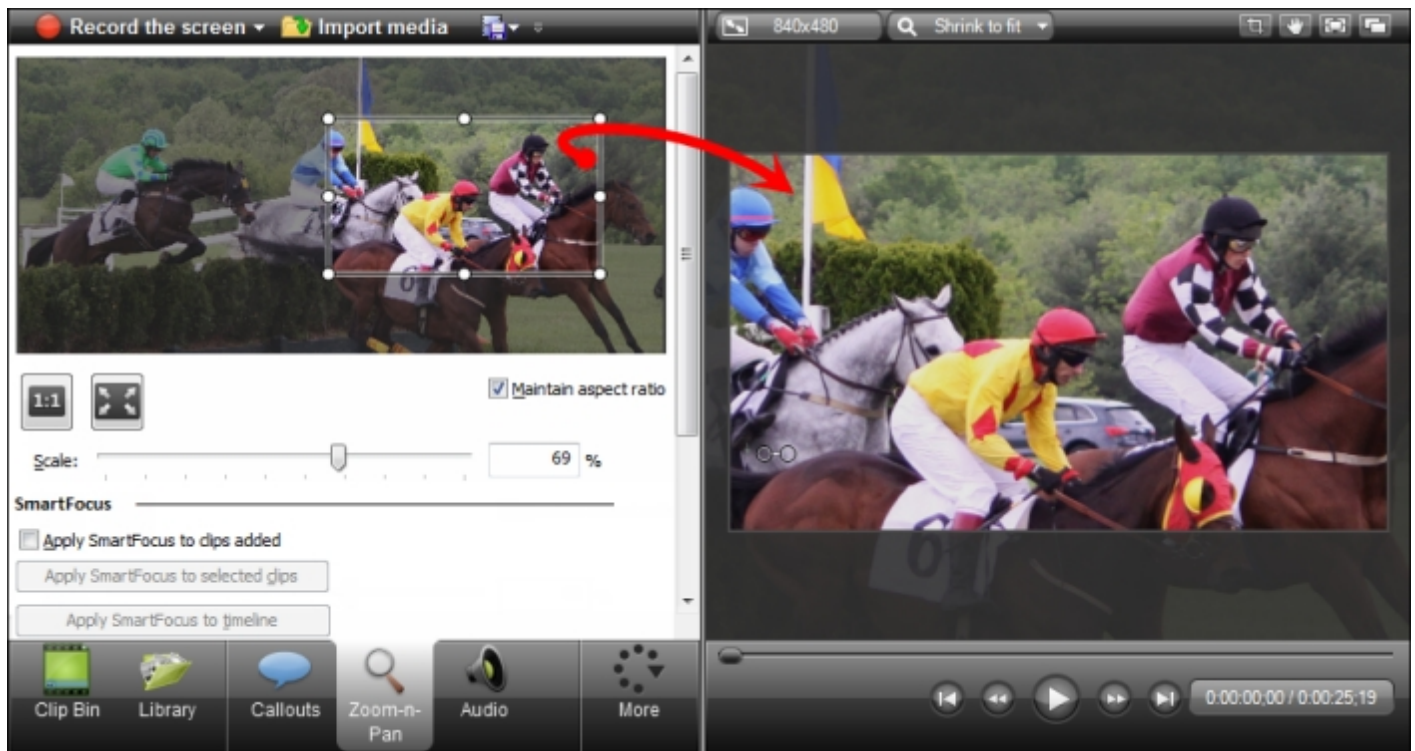 Record the screen Import media
840x480 Shrink to fit
6
1:1
Maintain aspect ratio
Scale: 69 %
SmartFocus
Apply SmartFocus to clips added
Apply SmartFocus to selected clips
Apply SmartFocus to timeline
Clip Bin Library Callouts Zoom-n-Pan Audio More
6
0:00:00;00 / 0:00:25;19